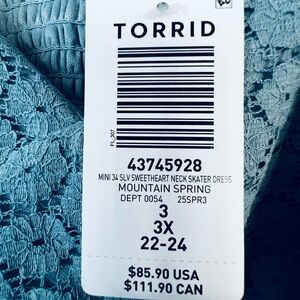 TORRID
FL_307
43745928
MINI 34 SLV SWEETHEART NECK SKATER DRESS
MOUNTAIN SPRING
DEPT 0054 25SPR3
3
3X
22-24
$85.90 USA
$111.90 CAN